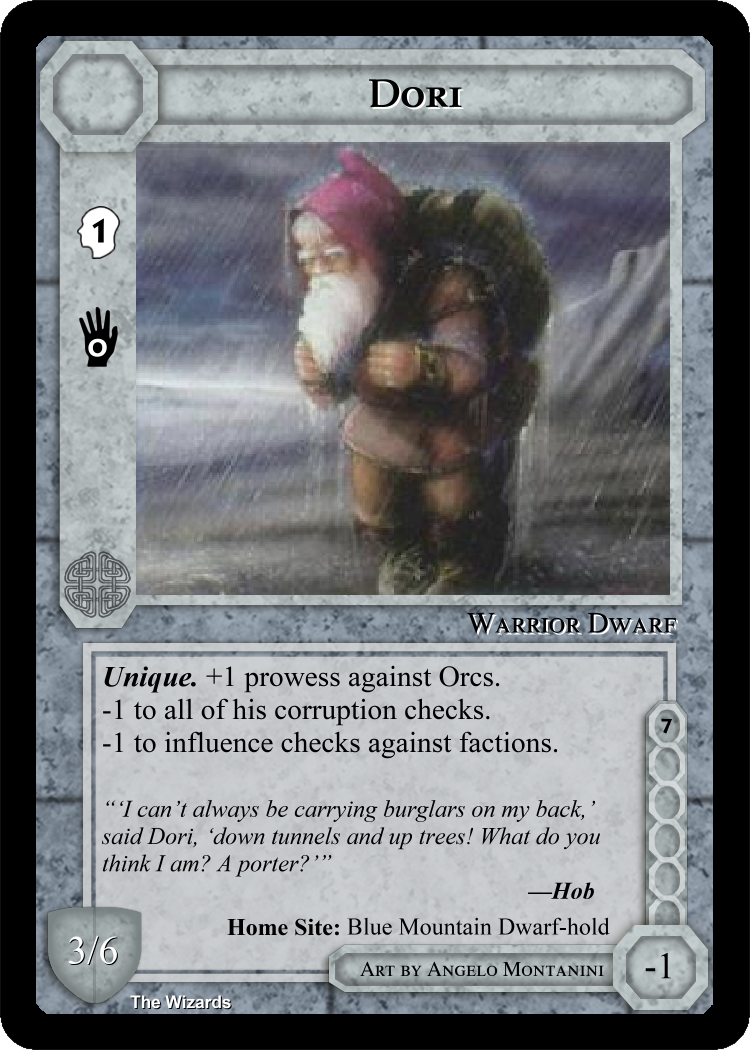 Dori
1
0
Warrior Dwarf
Unique. +1 prowess against Orcs.
-1 to all of his corruption checks.
-1 to influence checks against factions.
7
“‘I can’t always be carrying burglars on my back,’
said Dori, ‘down tunnels and up trees! What do you
think I am? A porter?’”
—Hob
Home Site: Blue Mountain Dwarf-hold
3/6
Art by Angelo Montanini
-1
The Wizards